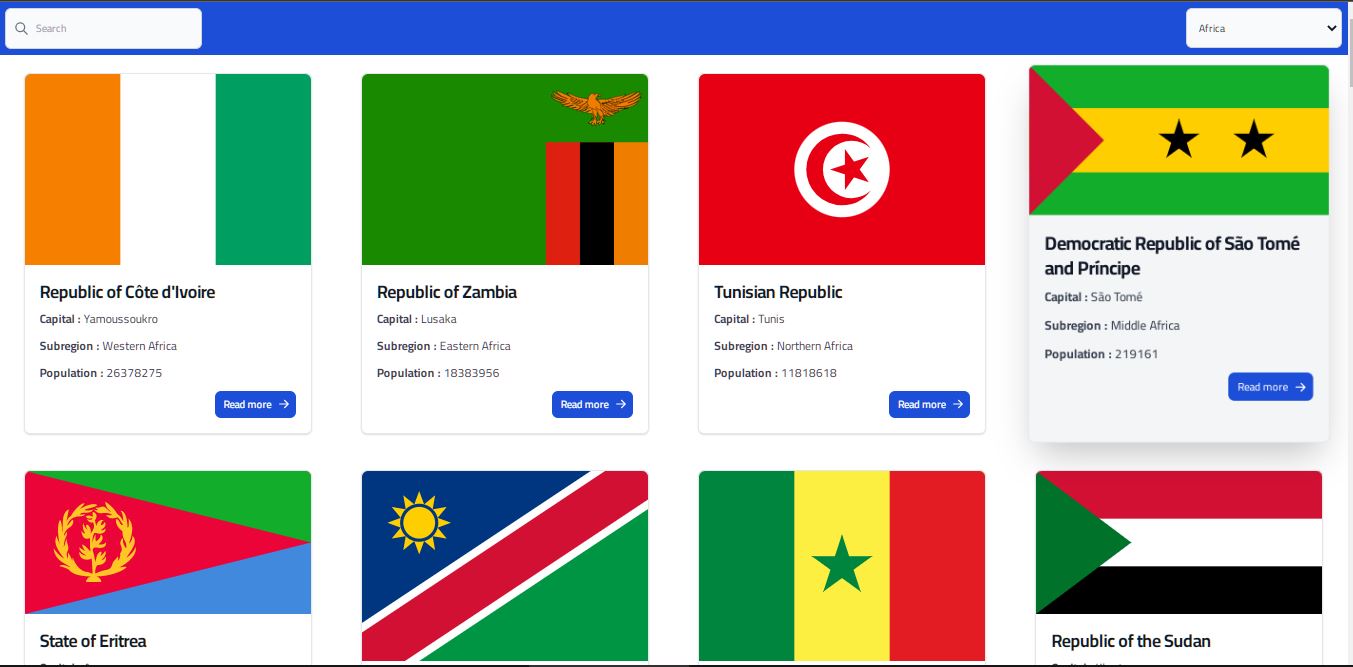 Search
Africa
Republic of Côte d'Ivoire
Capital : Yamoussoukro
Subregion : Western Africa
Population : 26378275
Read more
Republic of Zambia
Capital : Lusaka
Subregion : Eastern Africa
Population : 18383956
Read more
Tunisian Republic
Capital : Tunis
Subregion : Northern Africa
Population : 11818618
Read more
Democratic Republic of São Tomé
and Príncipe
Capital : São Tomé
Subregion : Middle Africa
Population : 219161
Read more
State of Eritrea
Republic of the Sudan